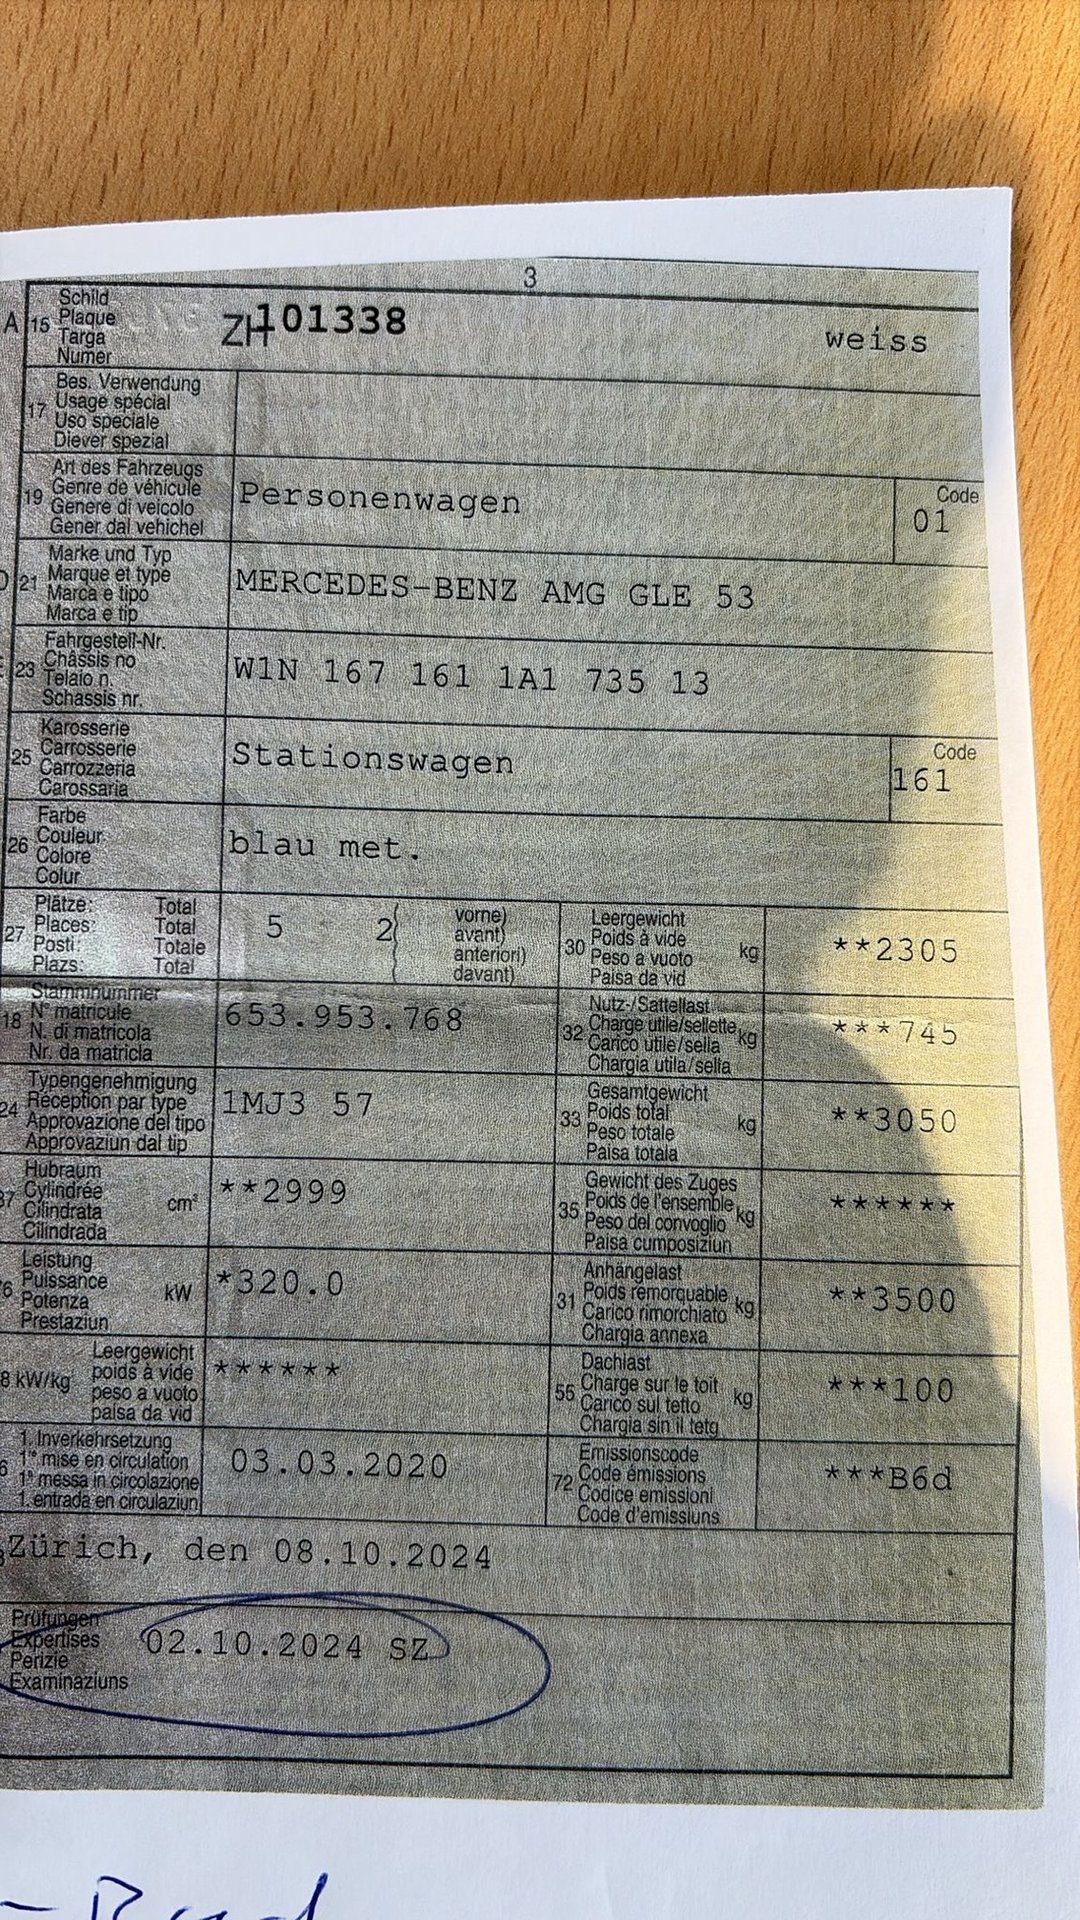 3
A 15 Schild
Plaque
Targa
Numer
ZH 101338 weiss
17 Bes. Verwendung
Usage spécial
Uso speciale
Diever spezial
19 Art des Fahrzeugs
Genre de véhicule
Genere di veicolo
Gener dal vehichel
Personenwagen
Code
01
21 Marke und Typ
Marque et type
Marca e tipo
Marca e tip
MERCEDES-BENZ AMG GLE 53
23 Fahrgestell-Nr.
Châssis no
Telaio n.
Schassis nr.
W1N 167 161 1A1 735 13
25 Karosserie
Carrosserie
Carrozzeria
Carossaria
Stationswagen
Code
161
26 Farbe
Couleur
Colore
Colur
blau met.
27 Plätze: Total
Places: Total
Posti: Totale
Plazs: Total
5 2 ( vorne)
avant)
anteriori)
( davant)
30 Leergewicht
Poids à vide
Peso a vuoto
Paisa da vid
kg
**2305
18 Stammnummer
N° matricule
N. di matricola
Nr. da matricla
653.953.768
32 Nutz-/Sattellast
Charge utile/sellette
Carico utile/sella
Chargia utila/sella
kg
***745
24 Typengenehmigung
Réception par type
Approvazione del tipo
Approvaziun dal tip
1MJ3 57
33 Gesamtgewicht
Poids total
Peso totale
Paisa totala
kg
**3050
37 Hubraum
Cylindrée
Cilindrata
Cilindrada
cm³
**2999
35 Gewicht des Zuges
Poids de l'ensemble
Peso del convoglio
Paisa cumposiziun
kg
******
6 Leistung
Puissance
Potenza
Prestaziun
kW
*320.0
31 Anhängelast
Poids remorquable
Carico rimorchiato
Chargia annexa
kg
**3500
8 kW/kg Leergewicht
poids à vide
peso a vuoto
paisa da vid
******
55 Dachlast
Charge sur le toit
Carico sul tetto
Chargia sin il tetg
kg
***100
6 1. Inverkehrsetzung
1re mise en circulation
1a messa in circolazione
1. entrada en circulaziun
03.03.2020
72 Emissionscode
Code émissions
Codice emissioni
Code d'emissiuns
***B6d
Zürich, den 08.10.2024
Prüfungen
Expertises
Perizie
Examinaziuns
02.10.2024 SZ